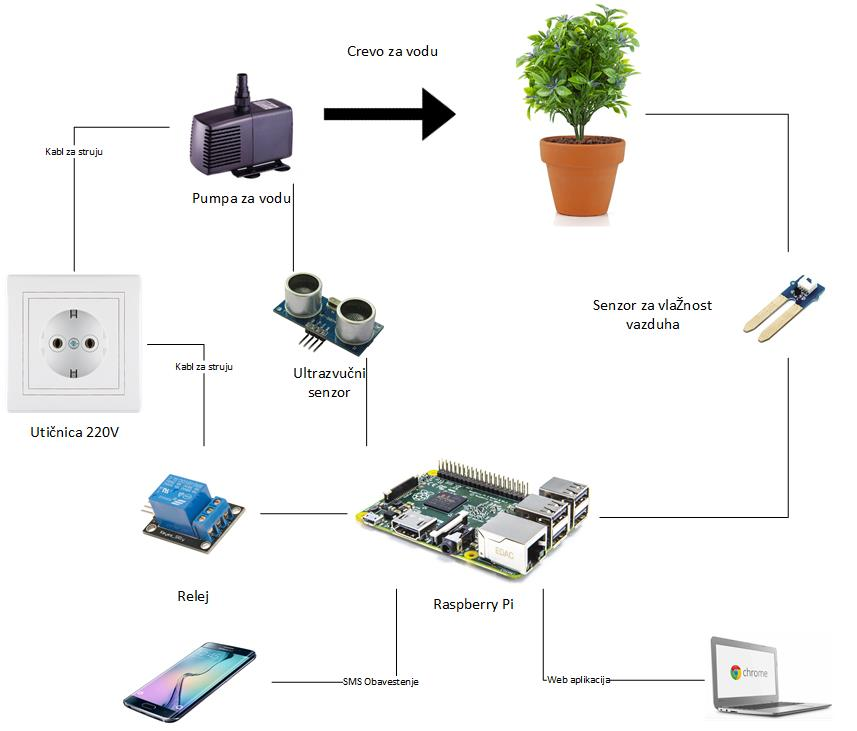 Crevo za vodu
Kabl za struju
Pumpa za vodu
Senzor za vlaŽnost
vazduha
Kabl za struju
Ultrazvučni
senzor
Utičnica 220V
EDAC
Relej
Raspberry Pi
SMS Obavestenje
Web aplikacija
chrome